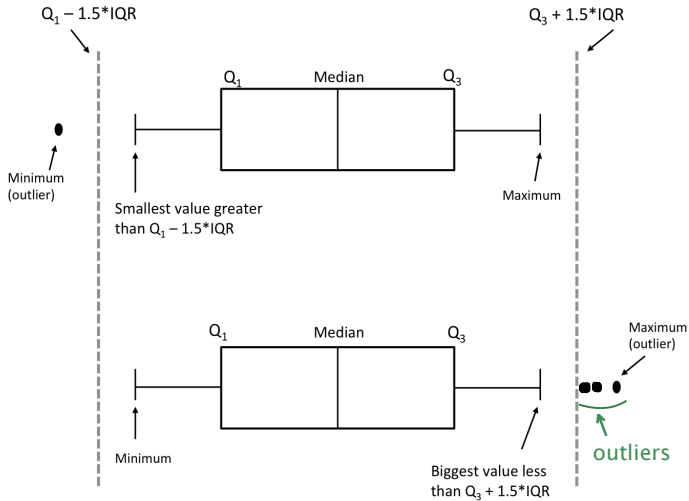 Q₁ – 1.5*IQR
Q₃ + 1.5*IQR
Q₁
Median
Q₃
Minimum
(outlier)
Smallest value greater
than Q₁ – 1.5*IQR
Maximum
Q₁
Median
Q₃
Maximum
(outlier)
Minimum
outliers
Biggest value less
than Q₃ + 1.5*IQR